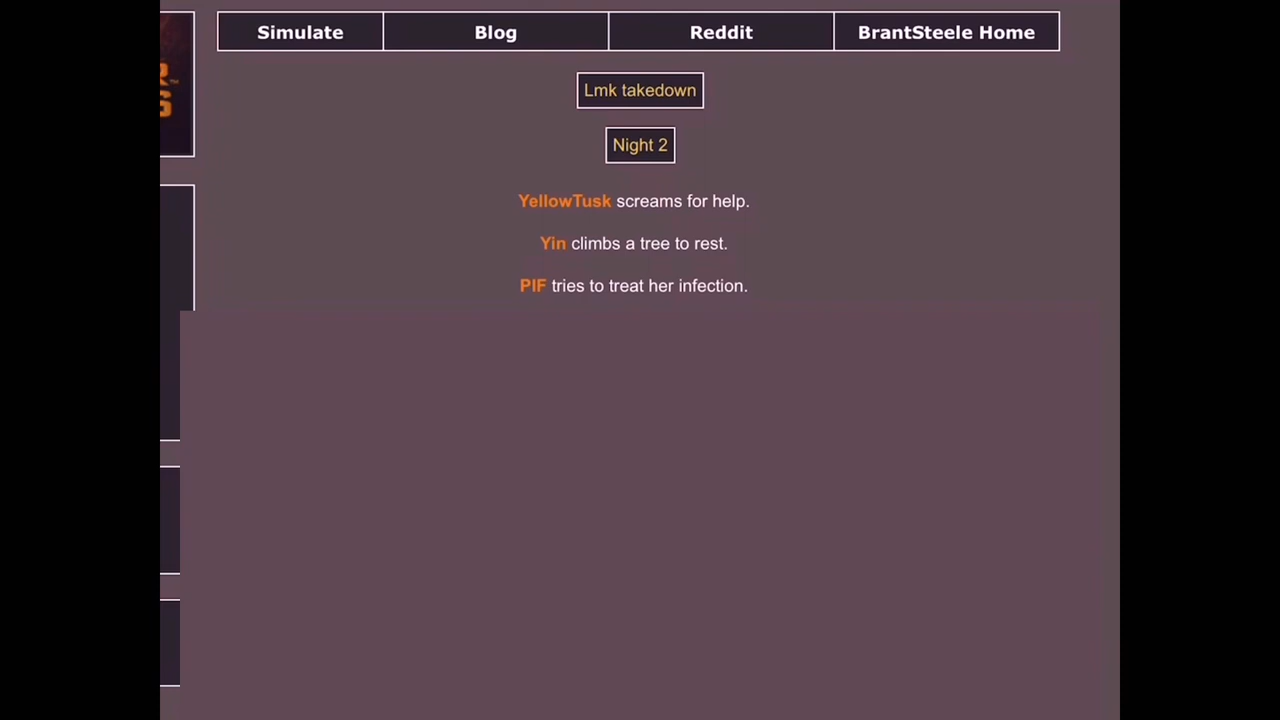 Simulate
Blog
Reddit
BrantSteele Home
Lmk takedown
Night 2
YellowTusk screams for help.
Yin climbs a tree to rest.
PIF tries to treat her infection.